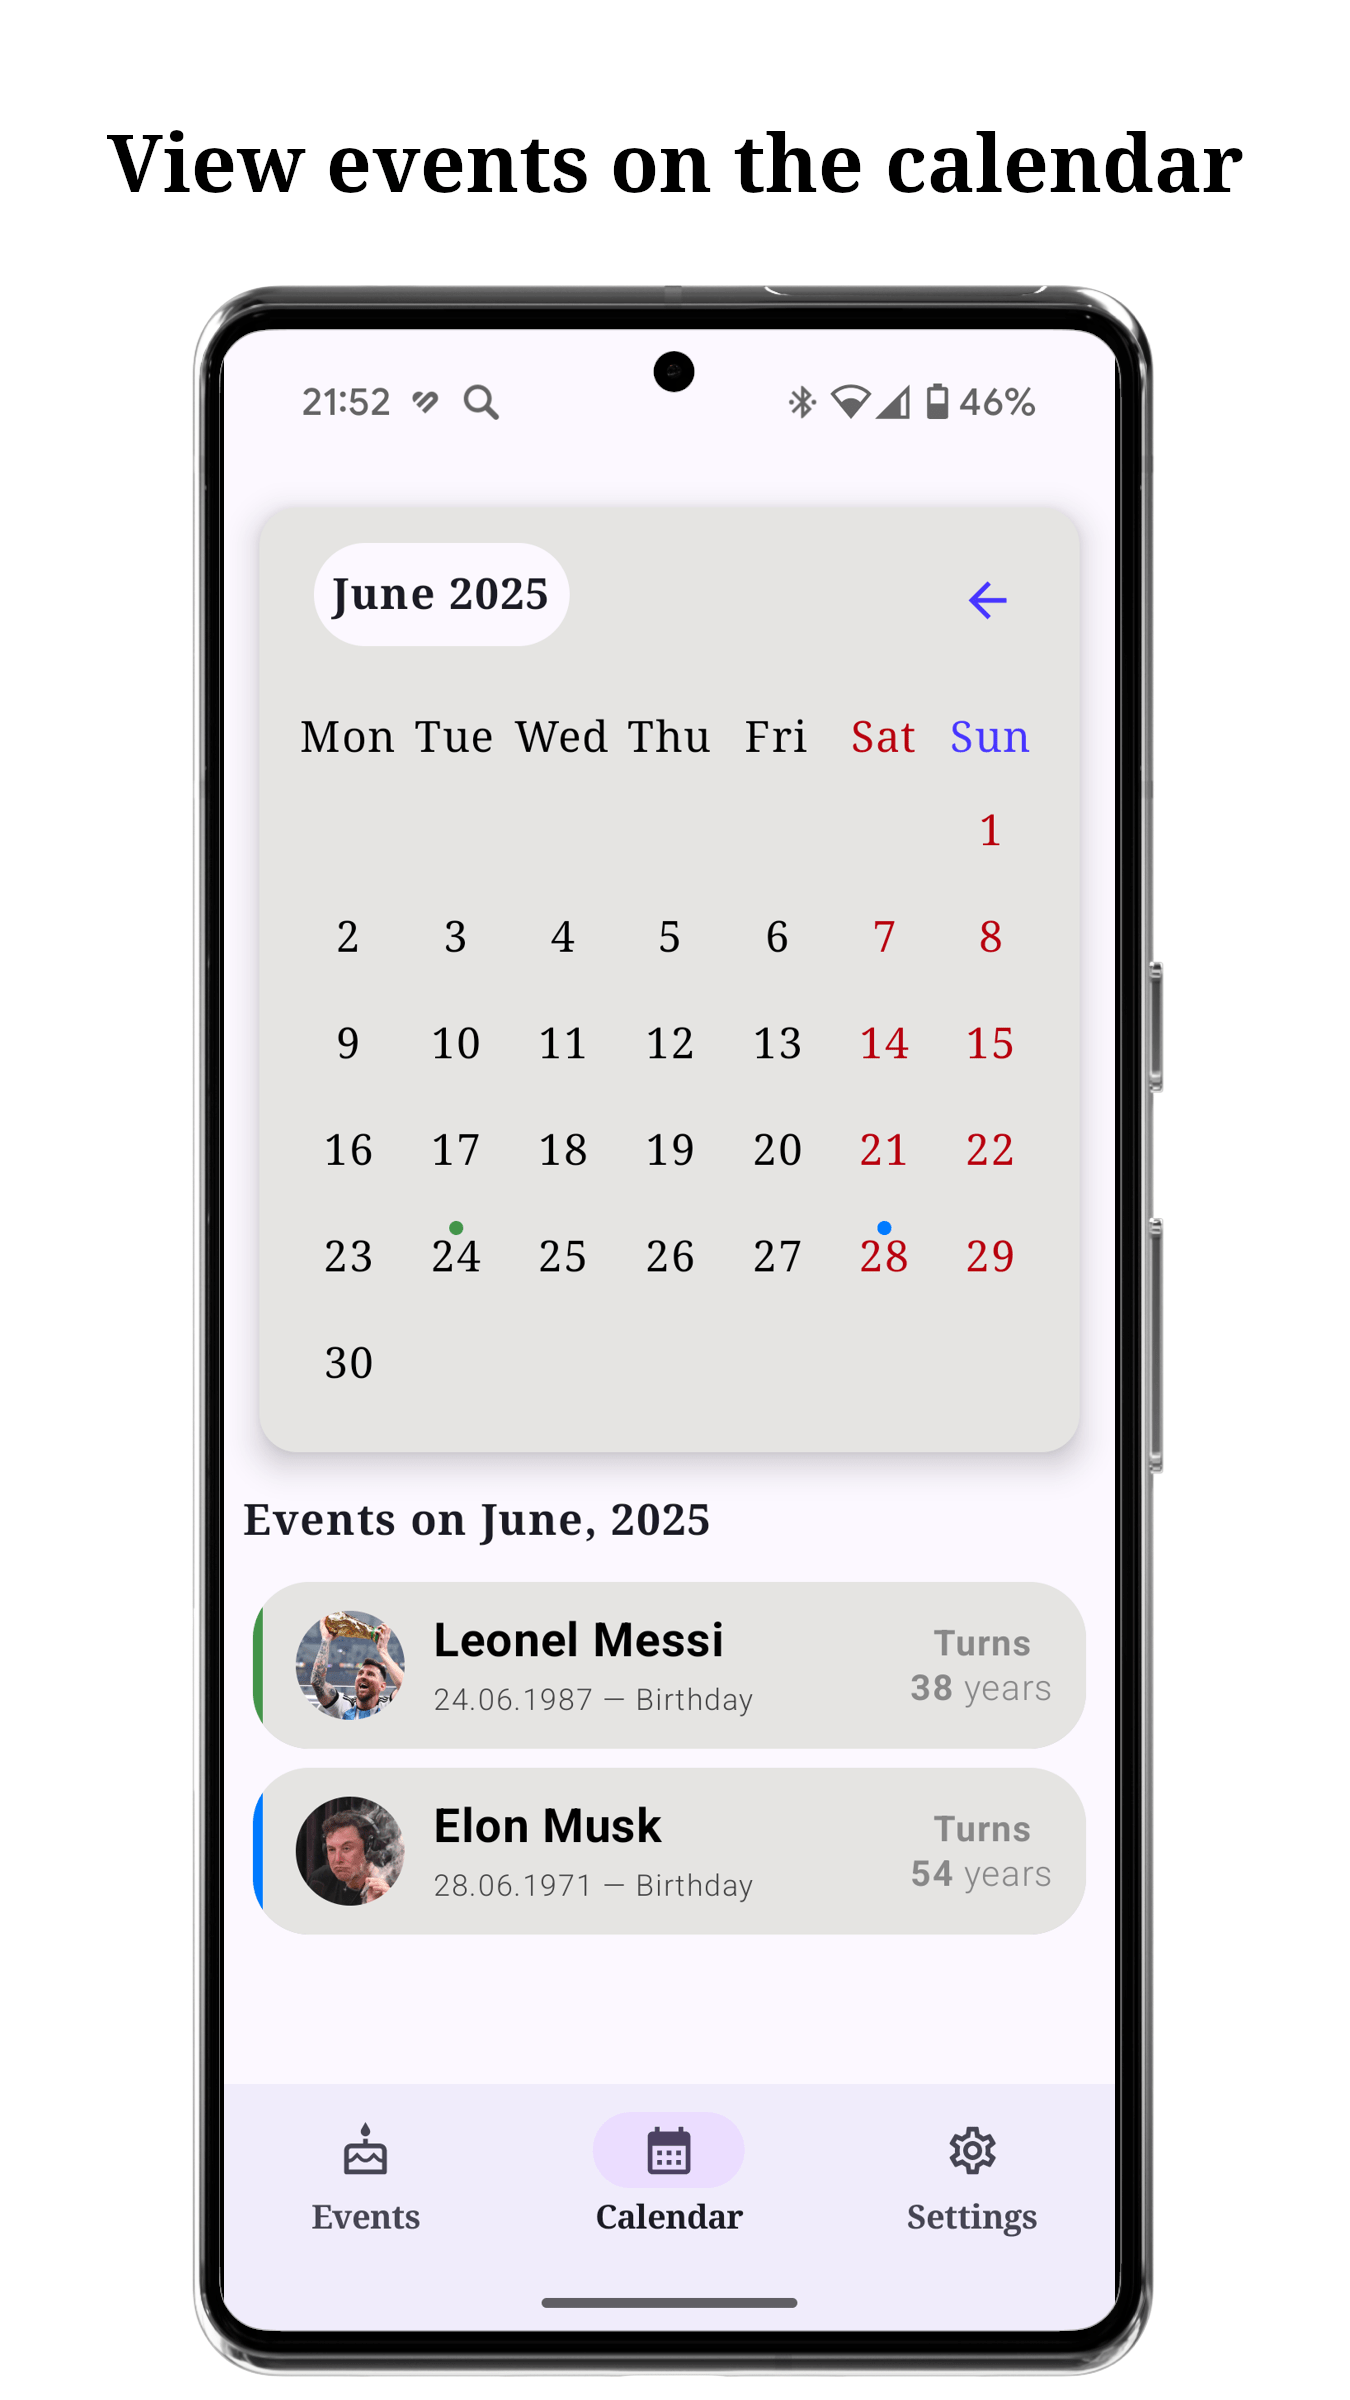 View events on the calendar
21:52 46%
June 2025
Mon Tue Wed Thu Fri Sat Sun
1
2 3 4 5 6 7 8
9 10 11 12 13 14 15
16 17 18 19 20 21 22
23 24 25 26 27 28 29
30
Events on June, 2025
Leonel Messi
24.06.1987 — Birthday
Turns
38 years
Elon Musk
28.06.1971 — Birthday
Turns
54 years
Events Calendar Settings